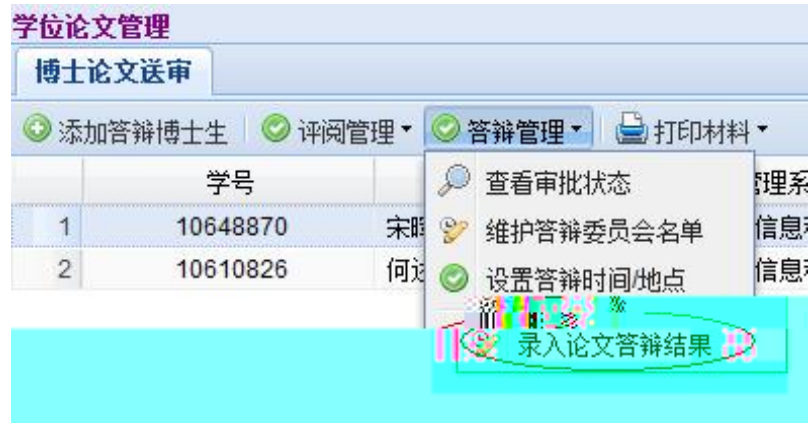 学位论文管理
博士论文送审
添加答辩博士生 评阅管理 答辩管理 打印材料
学号 理系
查看审批状态
1 10648870 宋 信息
维护答辩委员会名单
2 10610826 何 信息
设置答辩时间/地点
录入论文答辩结果